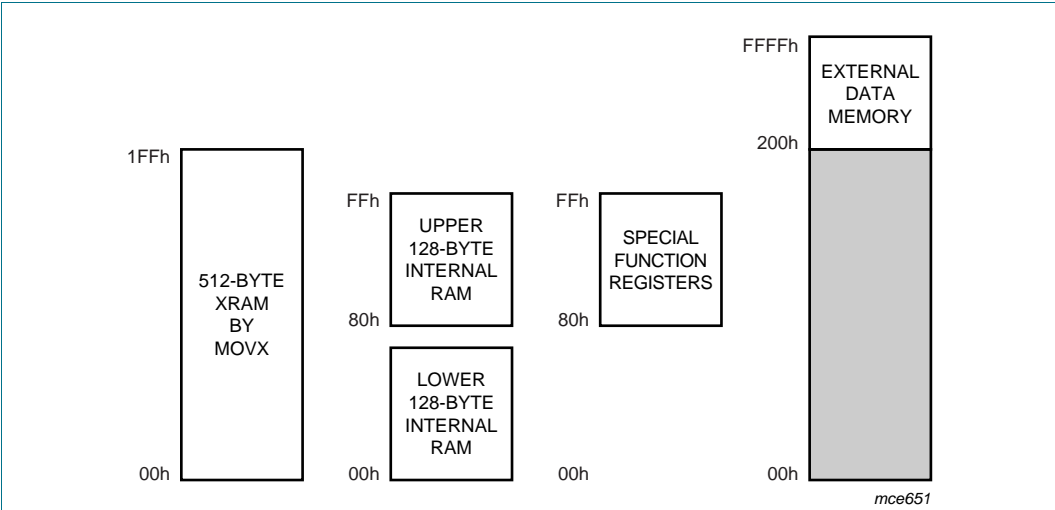 1FFh
512-BYTE
XRAM
BY
MOVX
00h
FFh
UPPER
128-BYTE
INTERNAL
RAM
80h
LOWER
128-BYTE
INTERNAL
RAM
00h
FFh
SPECIAL
FUNCTION
REGISTERS
80h
00h
FFFFh
EXTERNAL
DATA
MEMORY
200h
00h
mce651